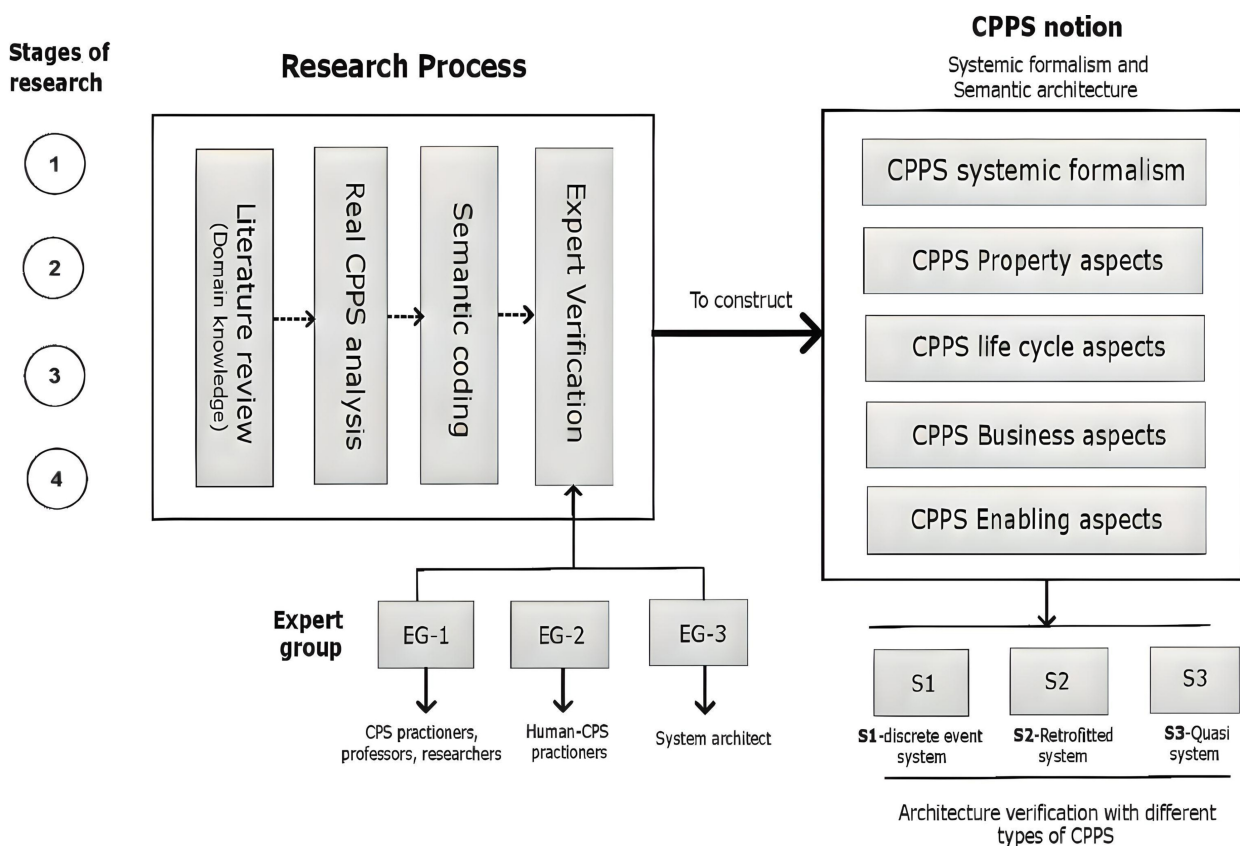 Stages of
research
1
2
3
4
Research Process
Literature review
(Domain knowledge)
Real CPPS analysis
Semantic coding
Expert Verification
To construct
CPPS notion
Systemic formalism and
Semantic architecture
CPPS systemic formalism
CPPS Property aspects
CPPS life cycle aspects
CPPS Business aspects
CPPS Enabling aspects
Expert
group
EG-1
EG-2
EG-3
CPS practioners,
professors, researchers
Human-CPS
practioners
System architect
S1
S2
S3
S1-discrete event
system
S2-Retrofitted
system
S3-Quasi
system
Architecture verification with different
types of CPPS